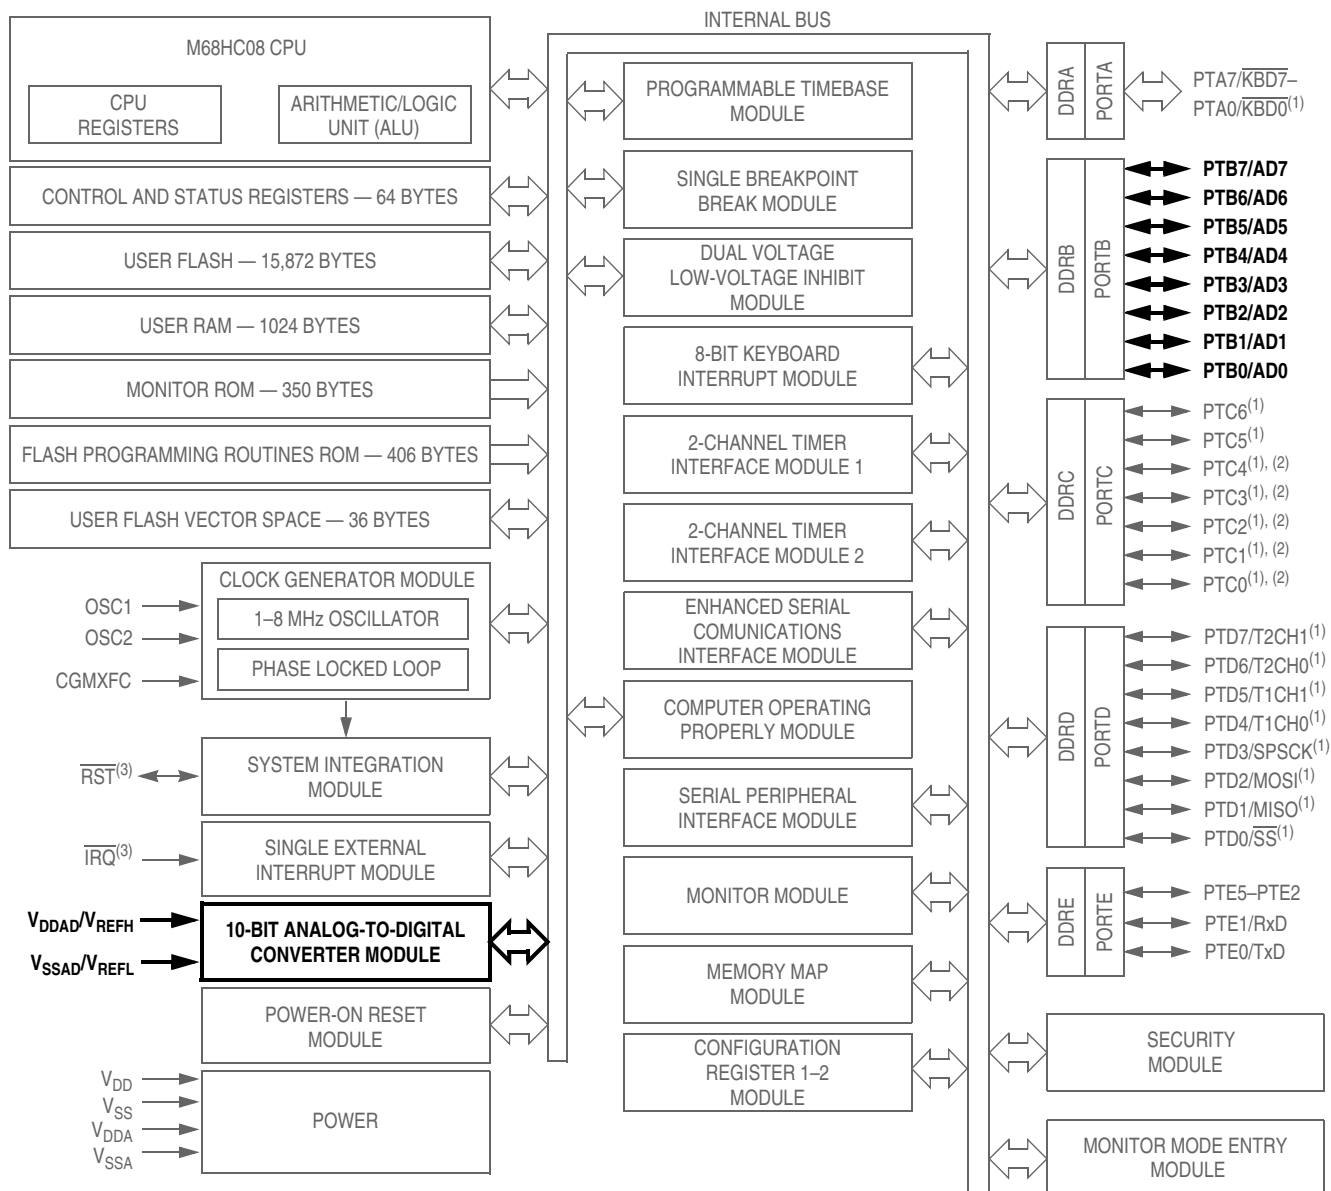 INTERNAL BUS
M68HC08 CPU
CPU
REGISTERS
ARITHMETIC/LOGIC
UNIT (ALU)
CONTROL AND STATUS REGISTERS — 64 BYTES
USER FLASH — 15,872 BYTES
USER RAM — 1024 BYTES
MONITOR ROM — 350 BYTES
FLASH PROGRAMMING ROUTINES ROM — 406 BYTES
USER FLASH VECTOR SPACE — 36 BYTES
CLOCK GENERATOR MODULE
1–8 MHz OSCILLATOR
PHASE LOCKED LOOP
OSC1
OSC2
CGMXFC
SYSTEM INTEGRATION
MODULE
RST(3)
SINGLE EXTERNAL
INTERRUPT MODULE
IRQ(3)
VDDAD/VREFH
VSSAD/VREFL
10-BIT ANALOG-TO-DIGITAL
CONVERTER MODULE
POWER-ON RESET
MODULE
VDD
VSS
VDDA
VSSA
POWER
PROGRAMMABLE TIMEBASE
MODULE
SINGLE BREAKPOINT
BREAK MODULE
DUAL VOLTAGE
LOW-VOLTAGE INHIBIT
MODULE
8-BIT KEYBOARD
INTERRUPT MODULE
2-CHANNEL TIMER
INTERFACE MODULE 1
2-CHANNEL TIMER
INTERFACE MODULE 2
ENHANCED SERIAL
COMUNICATIONS
INTERFACE MODULE
COMPUTER OPERATING
PROPERLY MODULE
SERIAL PERIPHERAL
INTERFACE MODULE
MONITOR MODULE
MEMORY MAP
MODULE
CONFIGURATION
REGISTER 1–2
MODULE
DDRA
PORTA
PTA7/KBD7–
PTA0/KBD0(1)
DDRB
PORTB
PTB7/AD7
PTB6/AD6
PTB5/AD5
PTB4/AD4
PTB3/AD3
PTB2/AD2
PTB1/AD1
PTB0/AD0
DDRC
PORTC
PTC6(1)
PTC5(1)
PTC4(1), (2)
PTC3(1), (2)
PTC2(1), (2)
PTC1(1), (2)
PTC0(1), (2)
DDRD
PORTD
PTD7/T2CH1(1)
PTD6/T2CH0(1)
PTD5/T1CH1(1)
PTD4/T1CH0(1)
PTD3/SPSCK(1)
PTD2/MOSI(1)
PTD1/MISO(1)
PTD0/SS(1)
DDRE
PORTE
PTE5–PTE2
PTE1/RxD
PTE0/TxD
SECURITY
MODULE
MONITOR MODE ENTRY
MODULE